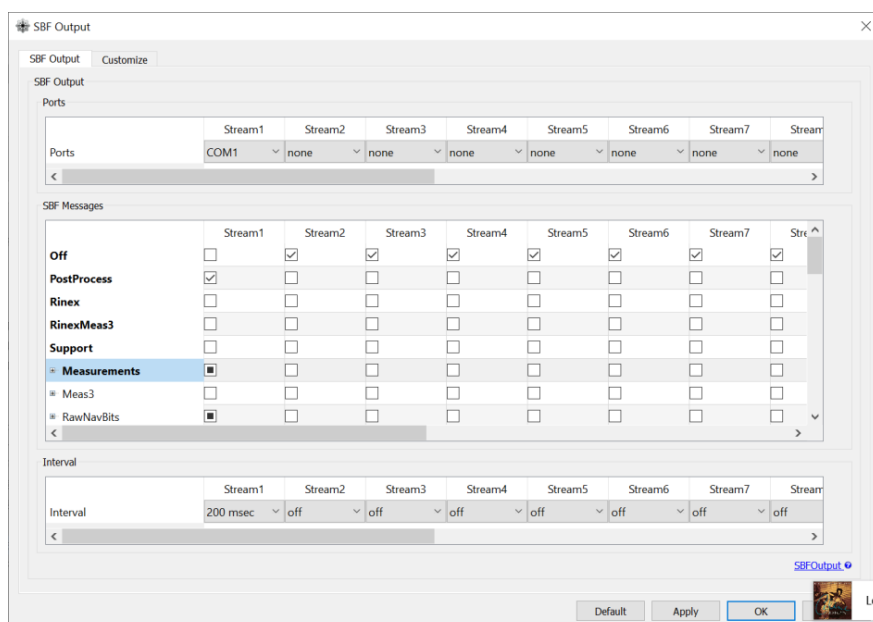 SBF Output
SBF Output Customize
SBF Output
Ports
Stream1 Stream2 Stream3 Stream4 Stream5 Stream6 Stream7 Stream
Ports COM1 none none none none none none none
SBF Messages
Stream1 Stream2 Stream3 Stream4 Stream5 Stream6 Stream7 Stre
Off
PostProcess
Rinex
RinexMeas3
Support
Measurements
Meas3
RawNavBits
Interval
Stream1 Stream2 Stream3 Stream4 Stream5 Stream6 Stream7 Stream
Interval 200 msec off off off off off off off
SBFOutput
Default Apply OK